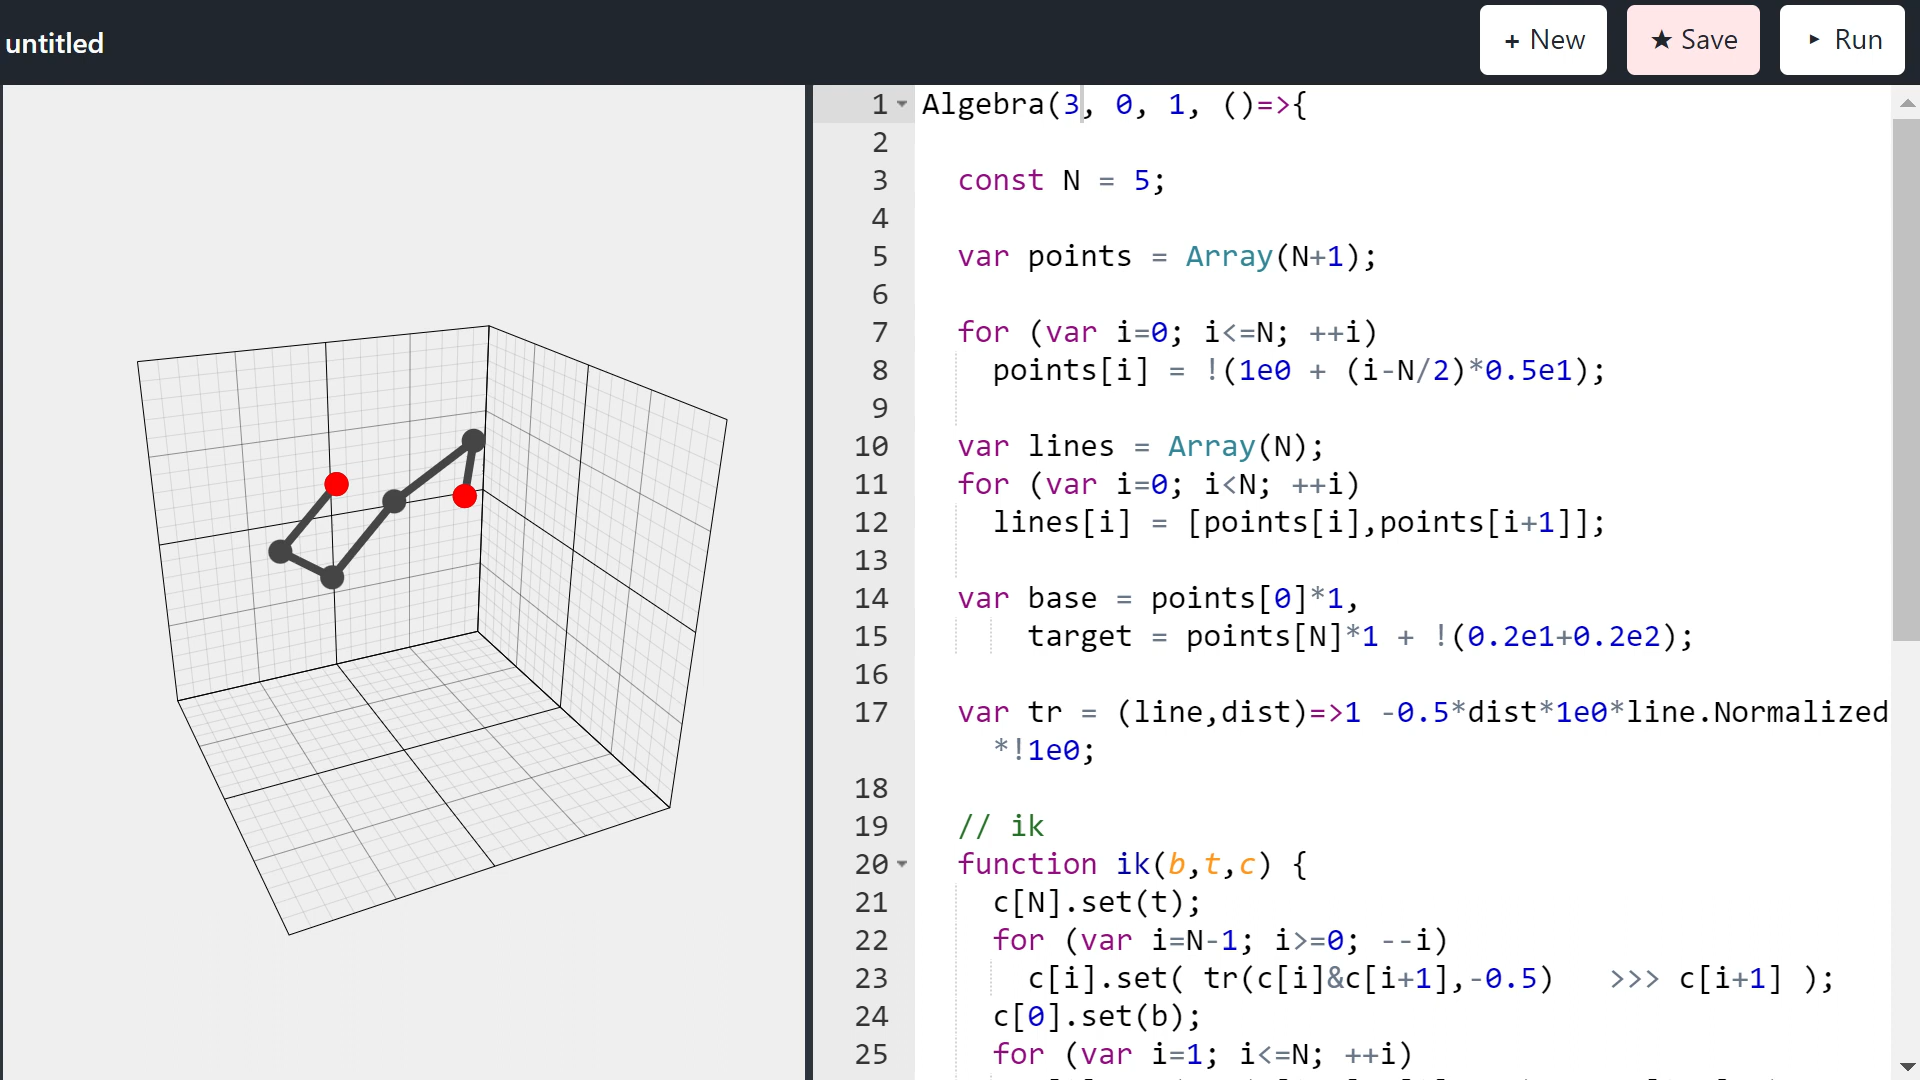 untitled
+ New
★ Save
▸ Run
1 Algebra(3, 0, 1, ()=>{
2
3 const N = 5;
4
5 var points = Array(N+1);
6
7 for (var i=0; i<=N; ++i)
8 points[i] = !(1e0 + (i-N/2)*0.5e1);
9
10 var lines = Array(N);
11 for (var i=0; i<N; ++i)
12 lines[i] = [points[i],points[i+1]];
13
14 var base = points[0]*1,
15 target = points[N]*1 + !(0.2e1+0.2e2);
16
17 var tr = (line,dist)=>1 -0.5*dist*1e0*line.Normalized
*!1e0;
18
19 // ik
20 function ik(b,t,c) {
21 c[N].set(t);
22 for (var i=N-1; i>=0; --i)
23 c[i].set( tr(c[i]&c[i+1],-0.5) >>> c[i+1] );
24 c[0].set(b);
25 for (var i=1; i<=N; ++i)